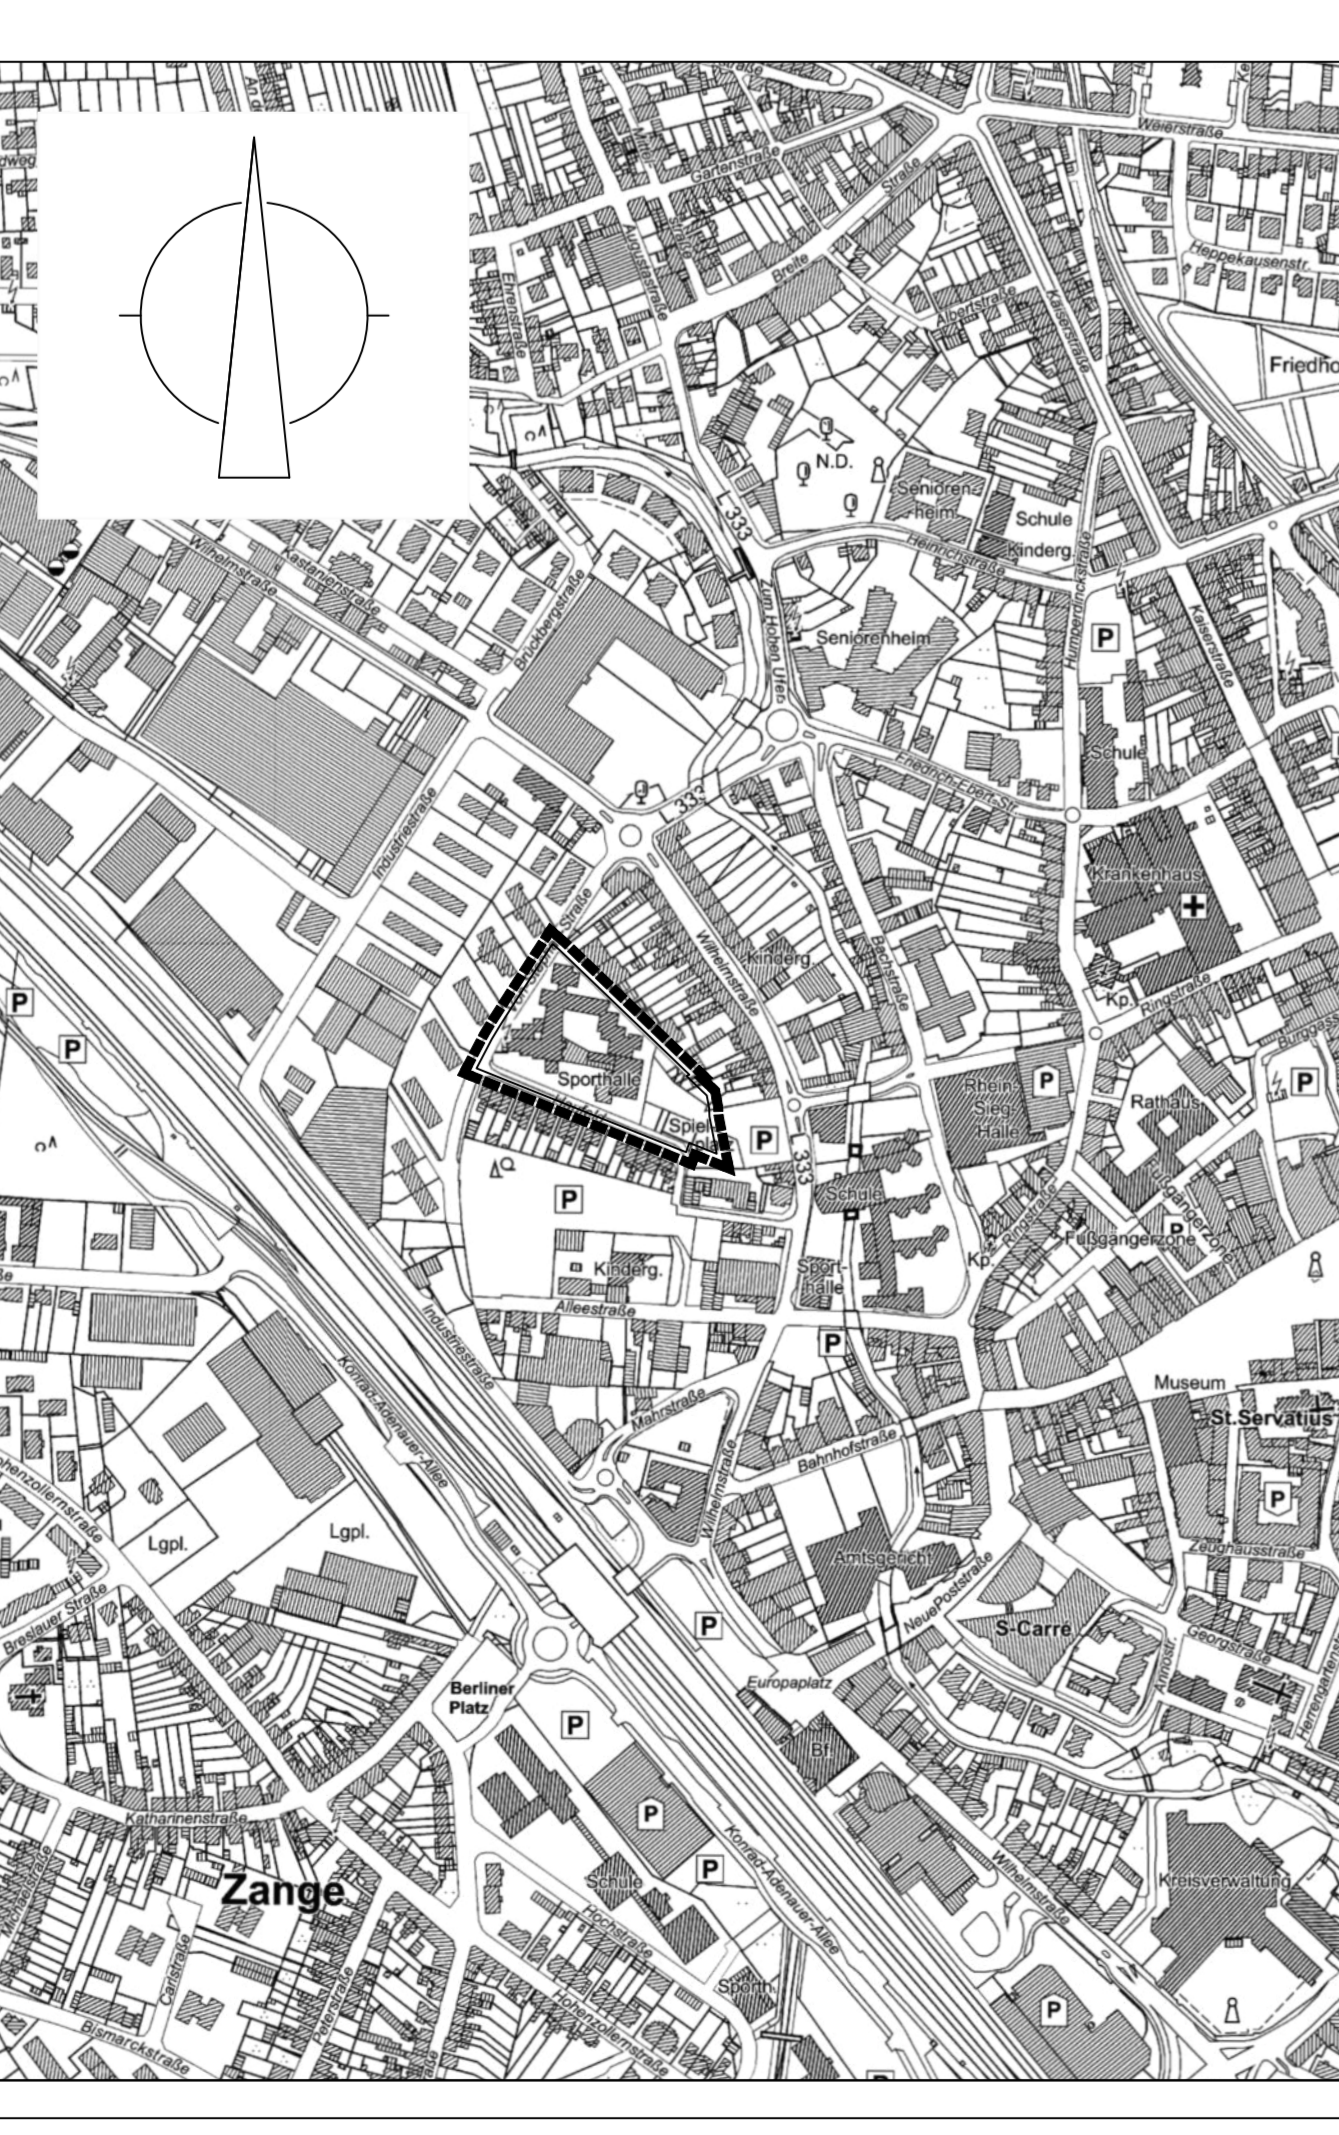 Weierstraße
Gartenstraße
Straße
Breite
Augustastraße
Ehrenstraße
Heppekausenstr.
Albertstraße
Kaiserstraße
N.D.
L 333
Senioren-
heim
Schule
Kinderg.
Heinrichstraße
Humperdinckstraße
Wilhelmstraße
Kastanienstraße
Brückbergstraße
Zum Hohen Ufer
Seniorenheim
P
Kaiserstraße
Schule
Friedrich-Ebert-Str.
333
Industriestraße
Krankenhaus
Straße
Wilhelmstraße
Kinderg.
Bachstraße
Kp.
Ringstraße
P
P
Sporthalle
Rhein-
Sieg-
Halle
P
P
Rathaus
P
L 333
Schule
P
Ringstraße
Fußgängerzone
Fußgängerzone
P
Kp.
Kinderg.
Sport-
halle
Alleestraße
P
Industriestraße
Konrad-Adenauer-Allee
Museum
St.Servatius
Mahrstraße
Bahnhofstraße
Wilhelmstraße
P
Lgpl.
Lgpl.
Zeughausstraße
Amtsgericht
Neue Poststraße
S-Carré
Georgstraße
Breslauer Straße
P
Europaplatz
Berliner
Platz
P
Bf.
P
Katharinenstraße
Zange
Konrad-Adenauer-Allee
P
Schule
Wilhelmstraße
Kreisverwaltung
Hochstraße
Carlstraße
Peterstraße
Hohenzollernstraße
Sporth.
P
Bismarckstraße